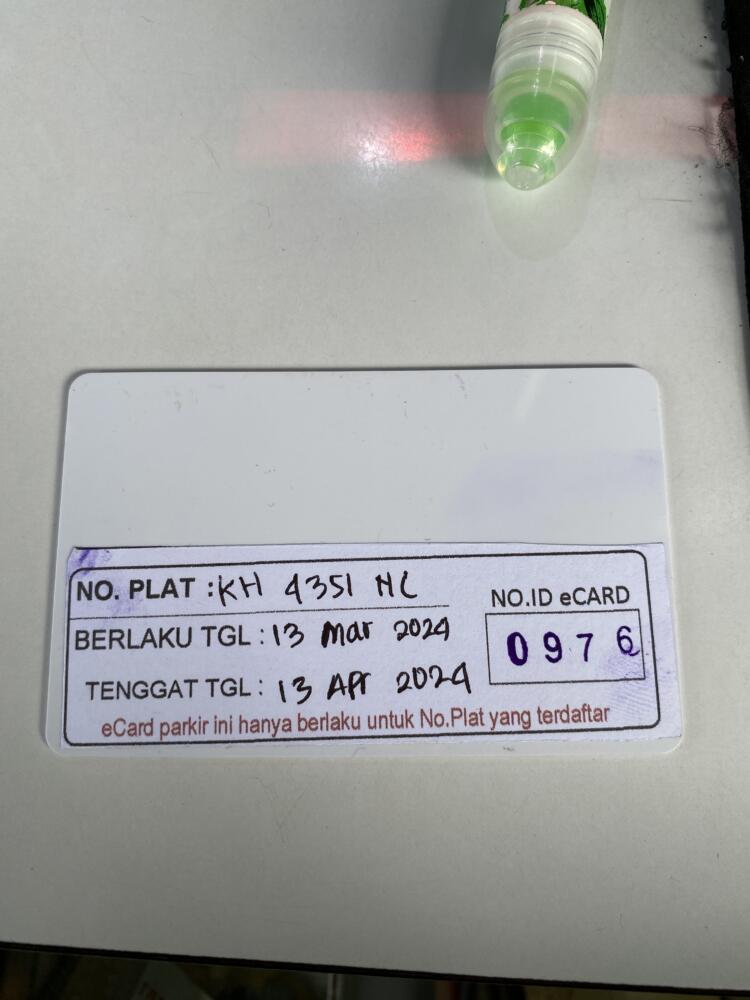 NO. PLAT : KH 4351 NC
NO.ID eCARD
BERLAKU TGL : 13 Mar 2024
0976
TENGGAT TGL : 13 Apr 2024
eCard parkir ini hanya berlaku untuk No.Plat yang terdaftar